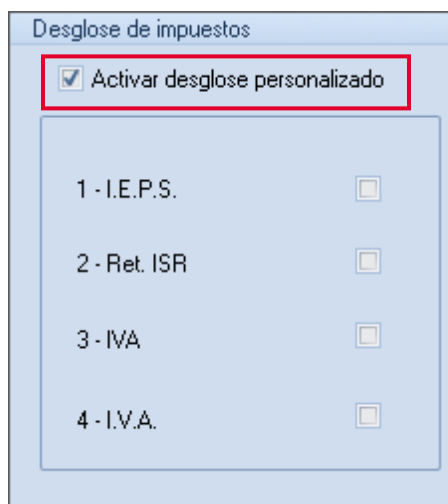 Desglose de impuestos
Activar desglose personalizado
1 - I.E.P.S.
2 - Ret. ISR
3 - IVA
4 - I.V.A.